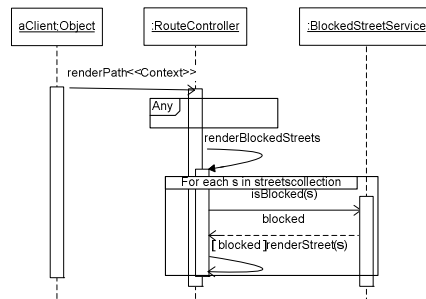 aClient:Object
:RouteController
:BlockedStreetService
renderPath<<Context>>
Any
renderBlockedStreets
For each s in streetscollection
isBlocked(s)
blocked
[ blocked ]renderStreet(s)